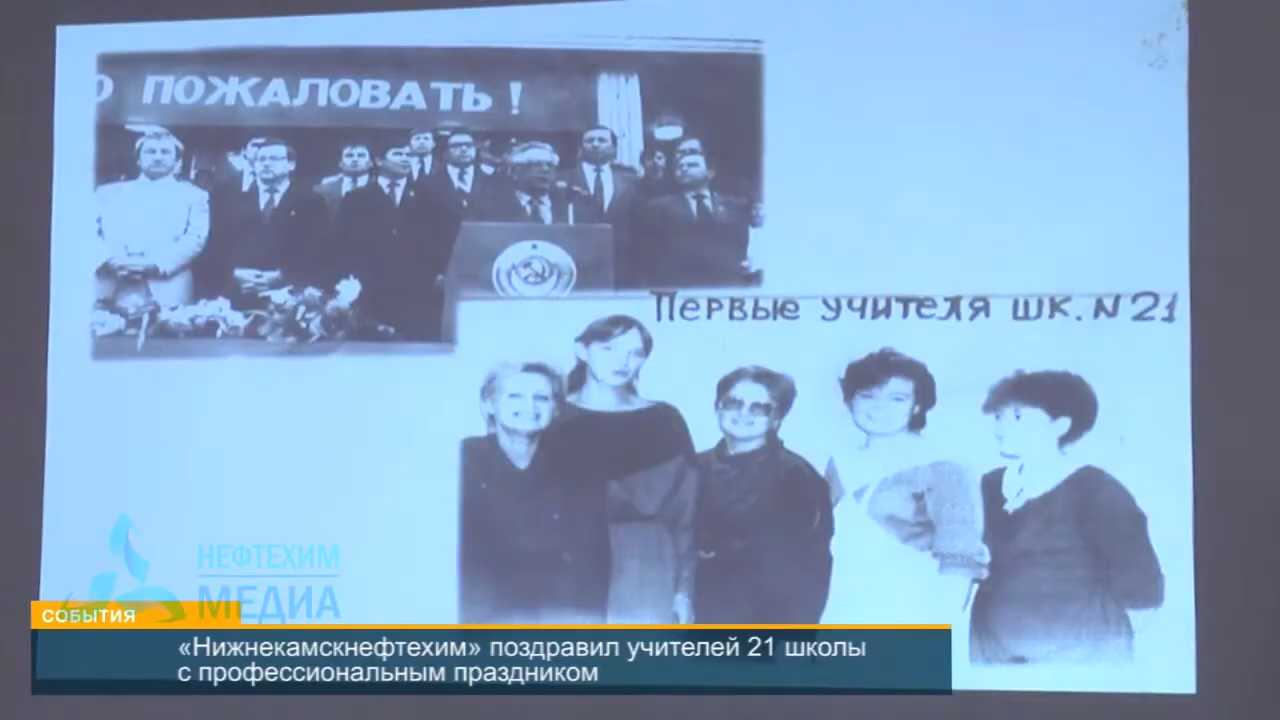 О ПОЖАЛОВАТЬ!
Первые учителя шк. N21
НЕФТЕХИМ
МЕДИА
СОБЫТИЯ
«Нижнекамскнефтехим» поздравил учителей 21 школы
с профессиональным праздником